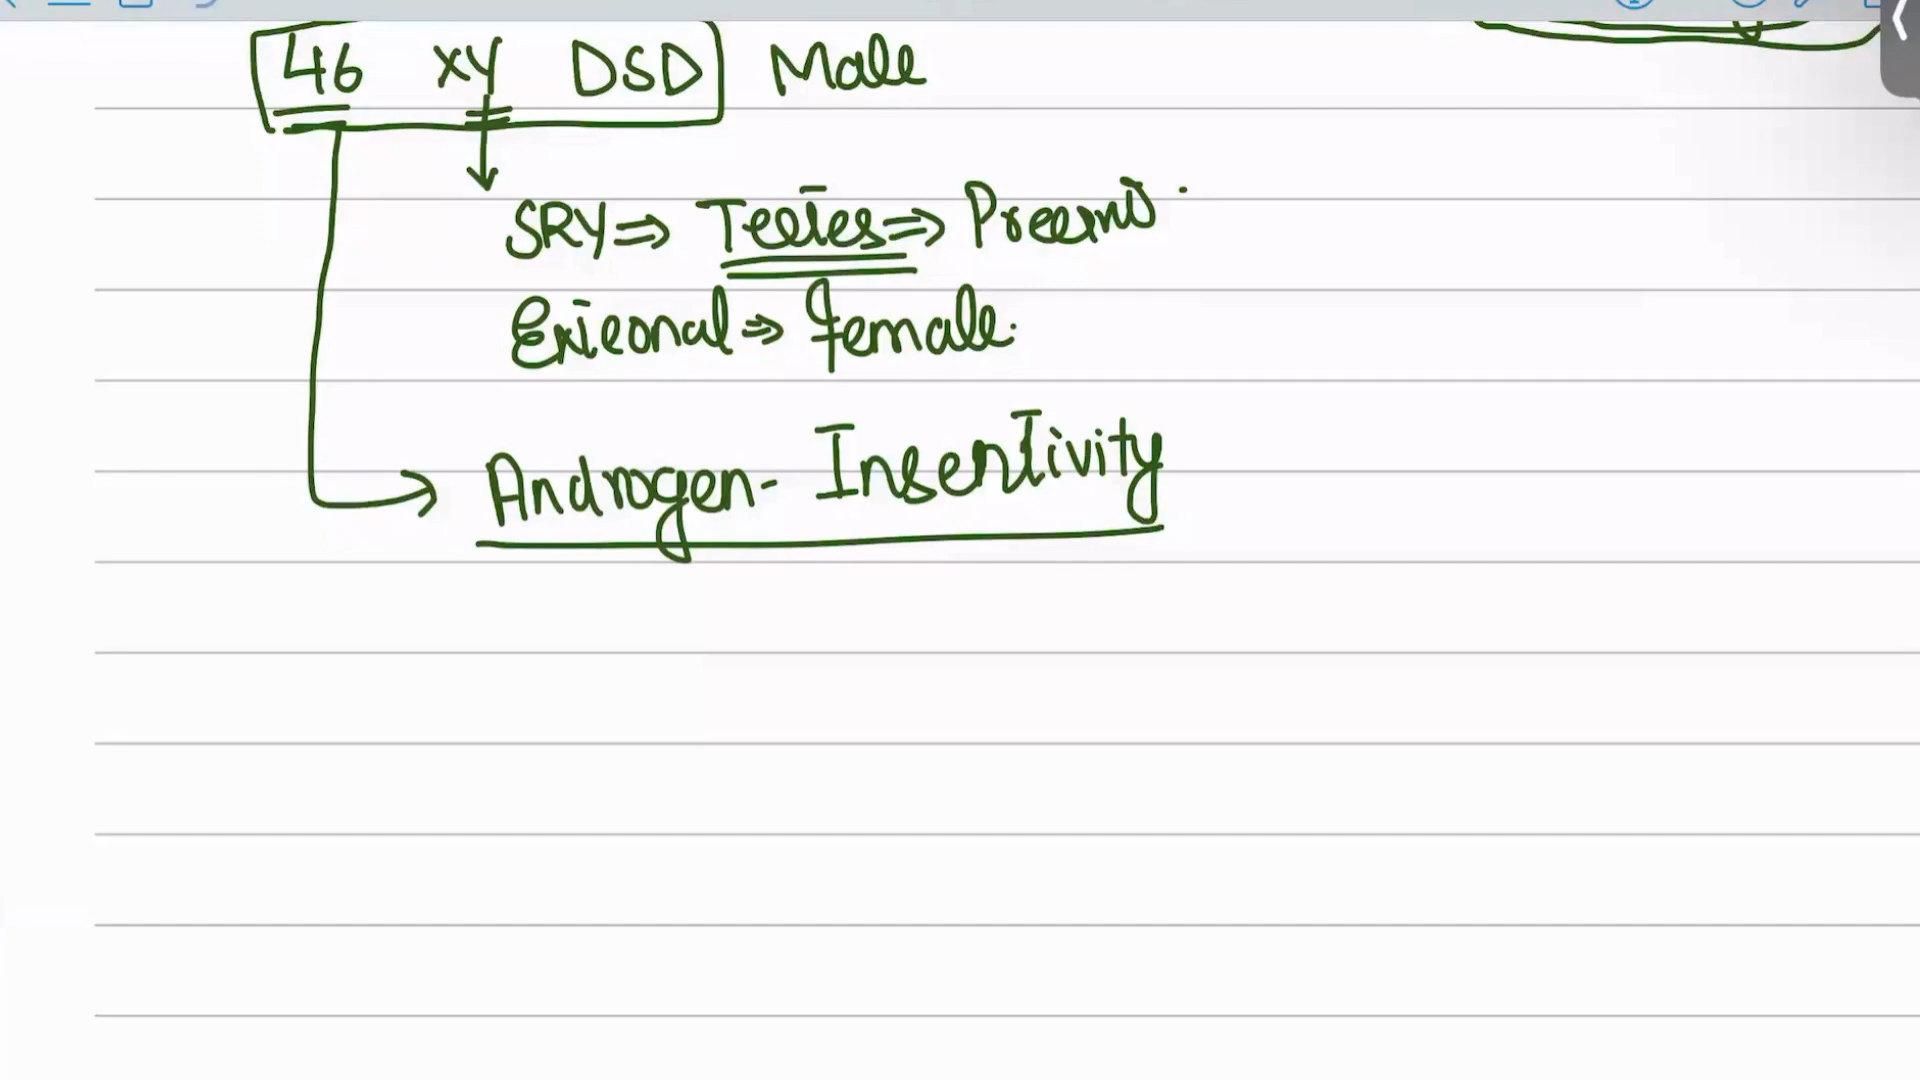 46 XY DSD Male
SRY ⇒ Testes ⇒ Present.
External ⇒ female.
Androgen - Insensitivity